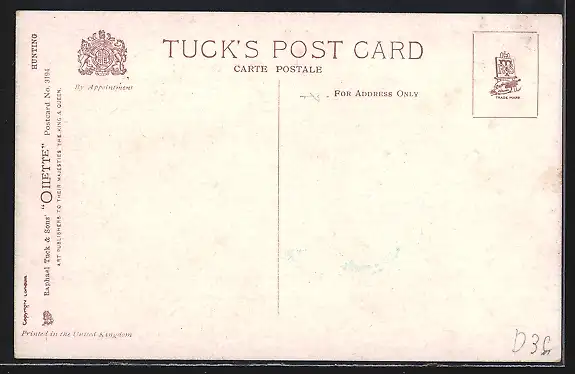 TUCK'S POST CARD
CARTE POSTALE
By Appointment
FOR ADDRESS ONLY
TRADE MARK
HUNTING
Raphael Tuck & Sons' "OILETTE" Postcard No. 3194
ART PUBLISHERS TO THEIR MAJESTIES THE KING & QUEEN.
Copyright London
Printed in the United Kingdom